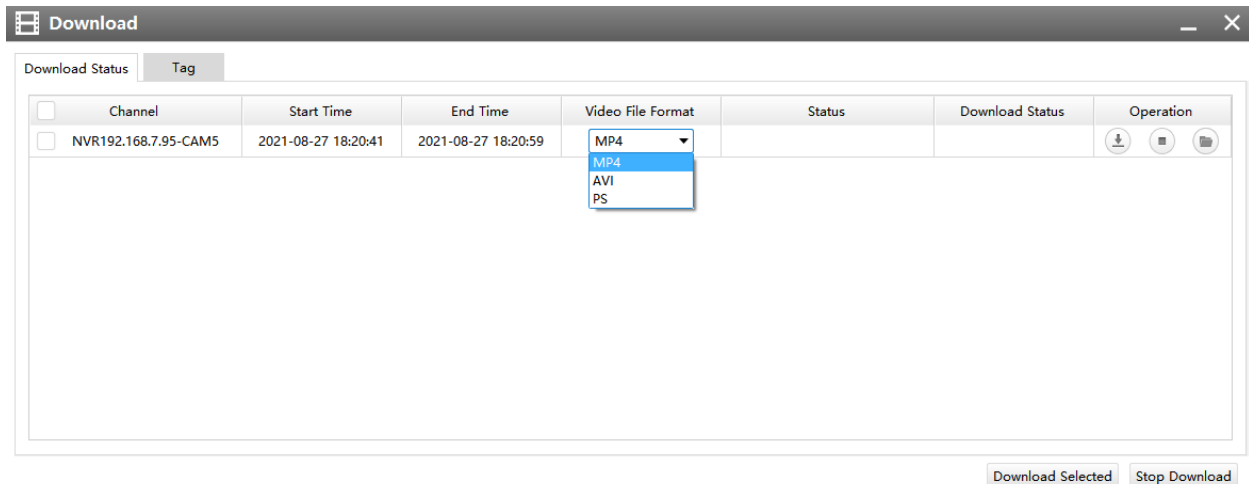 Download
Download Status Tag
Channel Start Time End Time Video File Format Status Download Status Operation
NVR192.168.7.95-CAM5 2021-08-27 18:20:41 2021-08-27 18:20:59 MP4
MP4
AVI
PS
Download Selected Stop Download